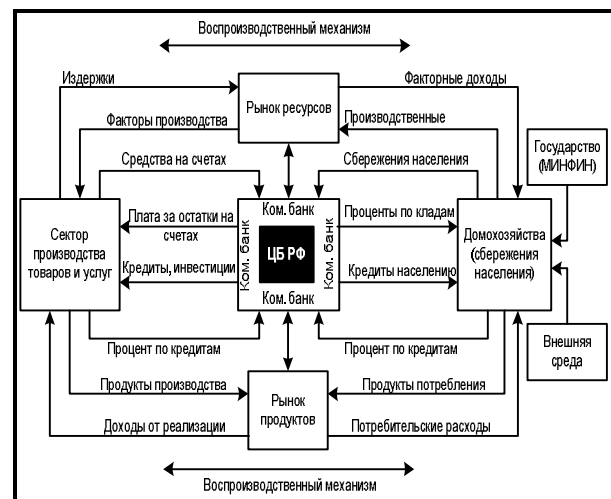 Воспроизводственный механизм
Издержки
Факторные доходы
Рынок ресурсов
Факторы производства
Производственные
Государство
(МИНФИН)
Средства на счетах
Сбережения населения
Сектор
производства
товаров и услуг
Плата за остатки на
счетах
Ком. банк
Ком. банк
ЦБ РФ
Ком. банк
Ком. банк
Проценты по кладам
Домохозяйства
(сбережения
населения)
Кредиты, инвестиции
Кредиты населению
Процент по кредитам
Процент по кредитам
Внешняя
среда
Продукты производства
Продукты потребления
Рынок
продуктов
Доходы от реализации
Потребительские расходы
Воспроизводственный механизм